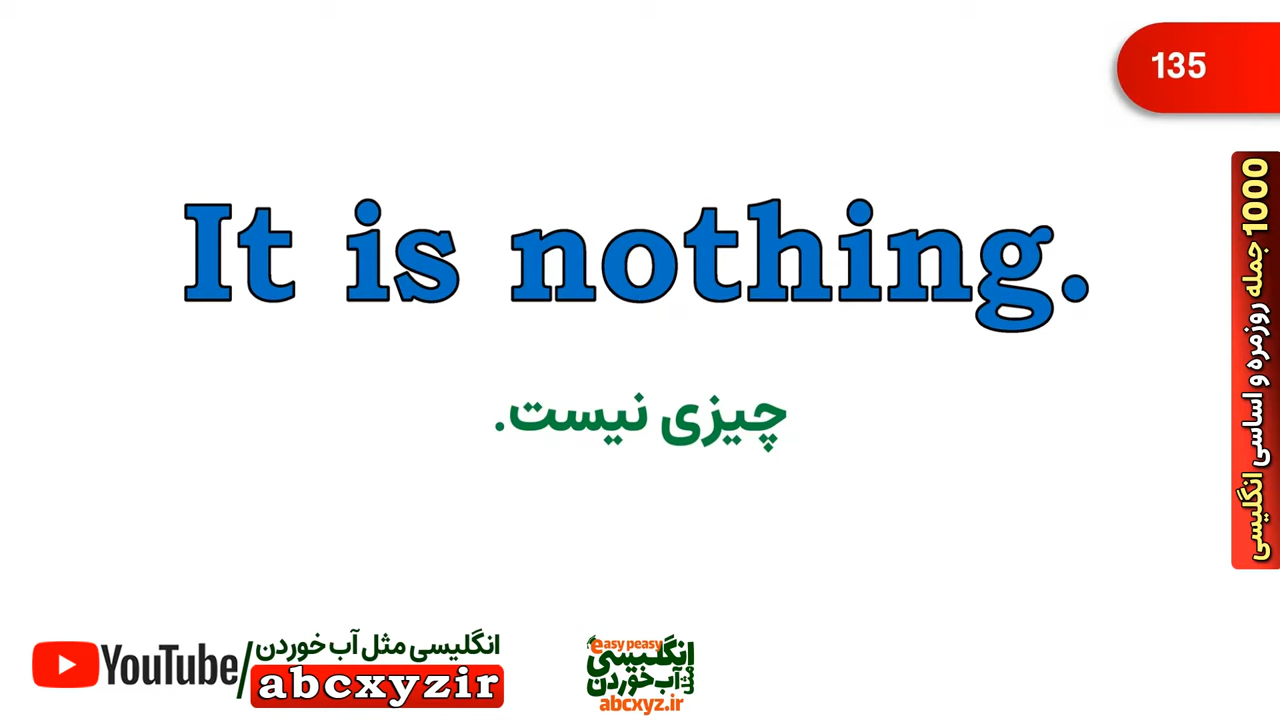 135
1000 جمله روزمره و اساسی انگلیسی
It is nothing.
چیزی نیست.
YouTube/
انگلیسی مثل آب خوردن
abcxyzir
easy peasy
انگلیسی
مثل
آب خوردن
abcxyz.ir